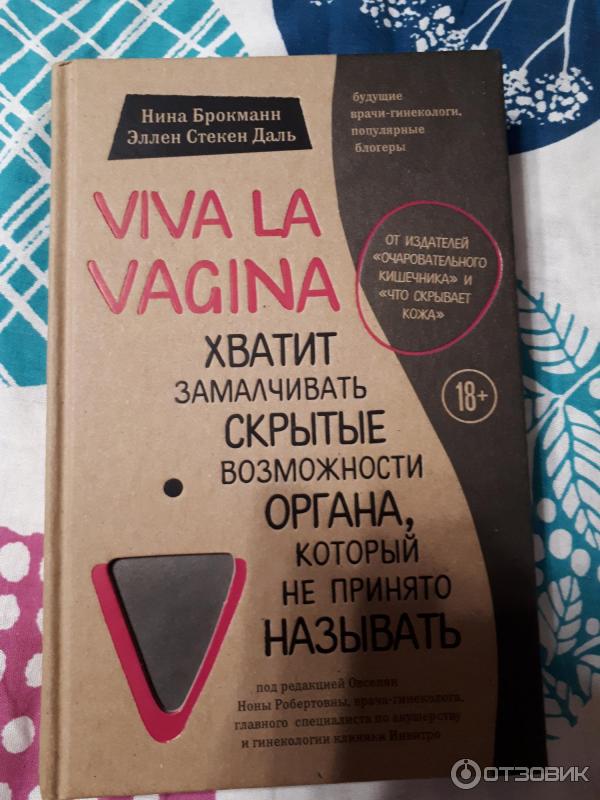 Нина Брокманн
Эллен Стекен Даль
будущие
врачи-гинекологи,
популярные
блогеры
VIVA LA
VAGINA
ОТ ИЗДАТЕЛЕЙ
«ОЧАРОВАТЕЛЬНОГО
КИШЕЧНИКА» И
«ЧТО СКРЫВАЕТ
КОЖА»
ХВАТИТ
ЗАМАЛЧИВАТЬ
СКРЫТЫЕ
ВОЗМОЖНОСТИ
ОРГАНА,
КОТОРЫЙ
НЕ ПРИНЯТО
НАЗЫВАТЬ
18+
под редакцией Овсепян
Ноны Робертовны, врача-гинеколога,
главного специалиста по акушерству
и гинекологии клиники Инвитро
ОТЗОВИК